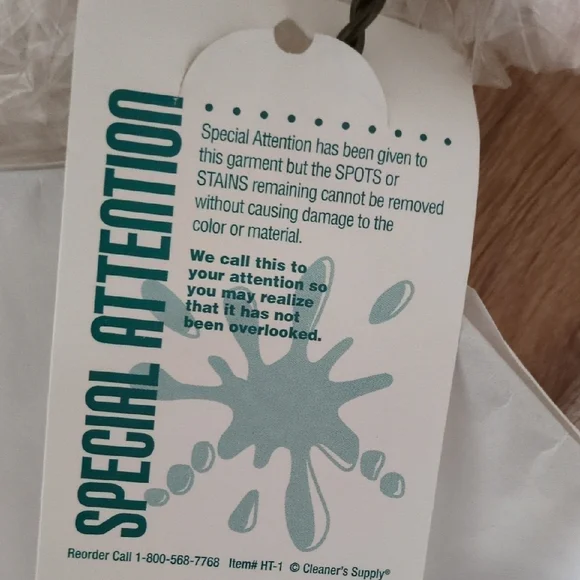 SPECIAL ATTENTION
Special Attention has been given to
this garment but the SPOTS or
STAINS remaining cannot be removed
without causing damage to the
color or material.
We call this to
your attention so
you may realize
that it has not
been overlooked.
Reorder Call 1-800-568-7768 Item# HT-1 © Cleaner's Supply®